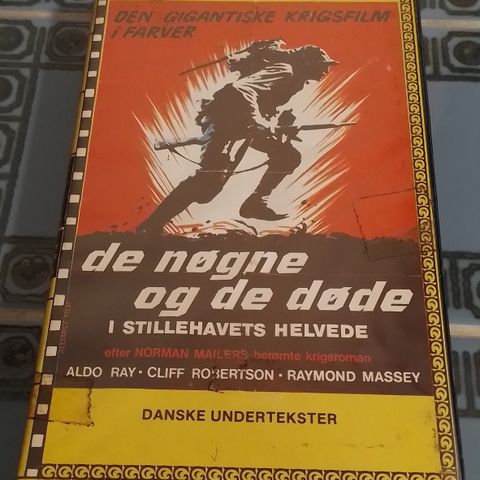 DEN GIGANTISKE KRIGSFILM
i FARVER
de nøgne
og de døde
I STILLEHAVETS HELVEDE
efter NORMAN MAILERS berømte krigsroman
ALDO RAY • CLIFF ROBERTSON • RAYMOND MASSEY
DANSKE UNDERTEKSTER